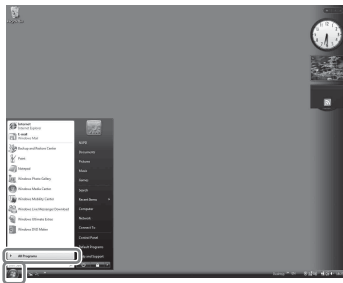 Internet
Internet Explorer
E-mail
Windows Mail
Backup and Restore Center
Paint
Notepad
Windows Photo Gallery
Windows Media Center
Windows Mobility Center
Windows Live Messenger Download
Windows Ultimate Extras
Windows DVD Maker
All Programs
Documents
Pictures
Music
Games
Search
Recent Items
Computer
Network
Connect To
Control Panel
Default Programs
Help and Support